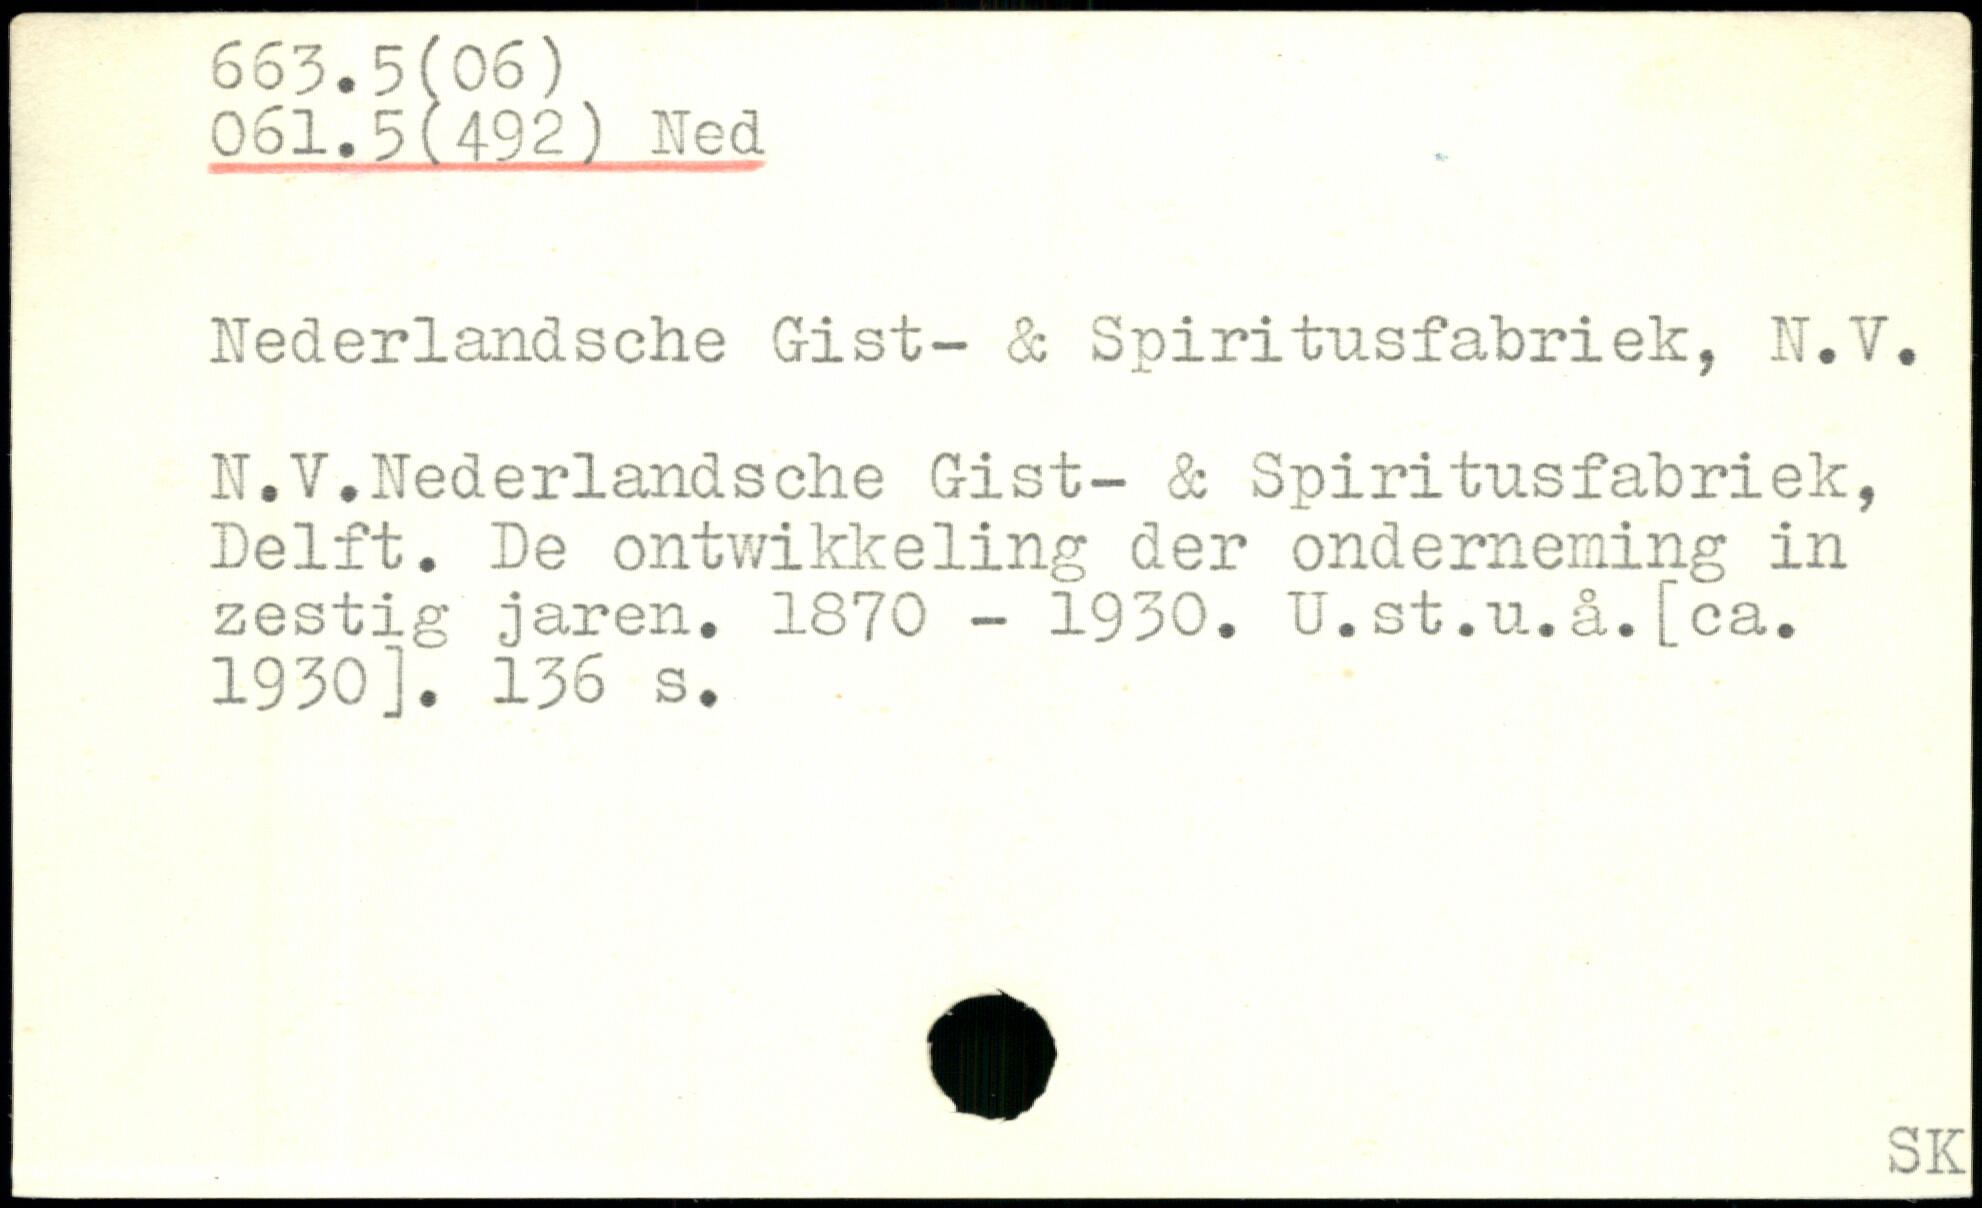 663.5(06)
061.5(492) Ned
Nederlandsche Gist- & Spiritusfabriek, N.V.
N.V.Nederlandsche Gist- & Spiritusfabriek,
Delft. De ontwikkeling der onderneming in
zestig jaren. 1870 - 1930. U.st.u.å.[ca.
1930]. 136 s.
SK